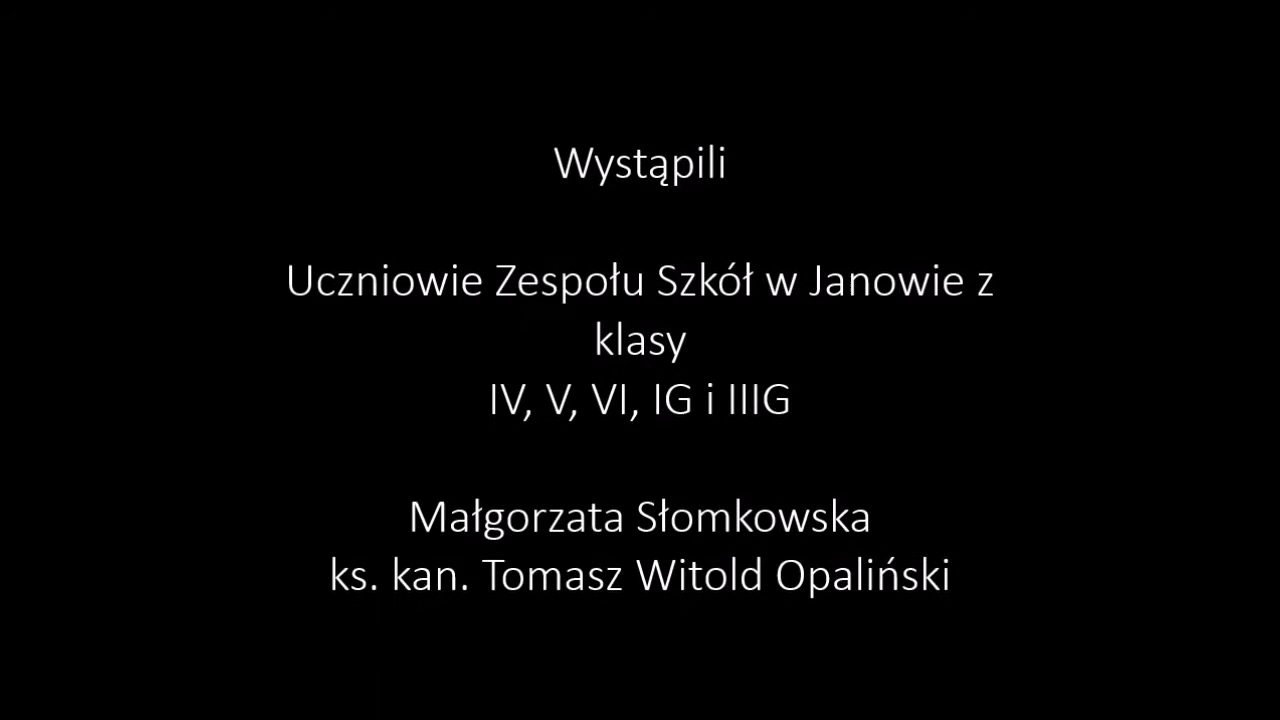 Wystąpili
Uczniowie Zespołu Szkół w Janowie z
klasy
IV, V, VI, IG i IIIG
Małgorzata Słomkowska
ks. kan. Tomasz Witold Opaliński